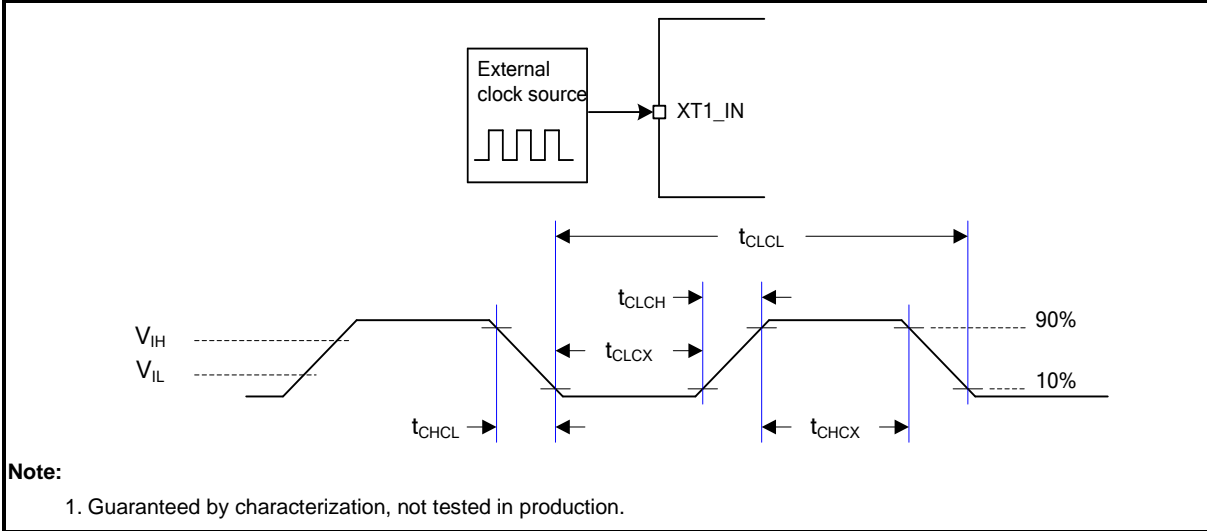 External
clock source
XT1_IN
tCLCL
tCLCH
90%
VIH
tCLCX
VIL
10%
tCHCL
tCHCX
Note:
1. Guaranteed by characterization, not tested in production.